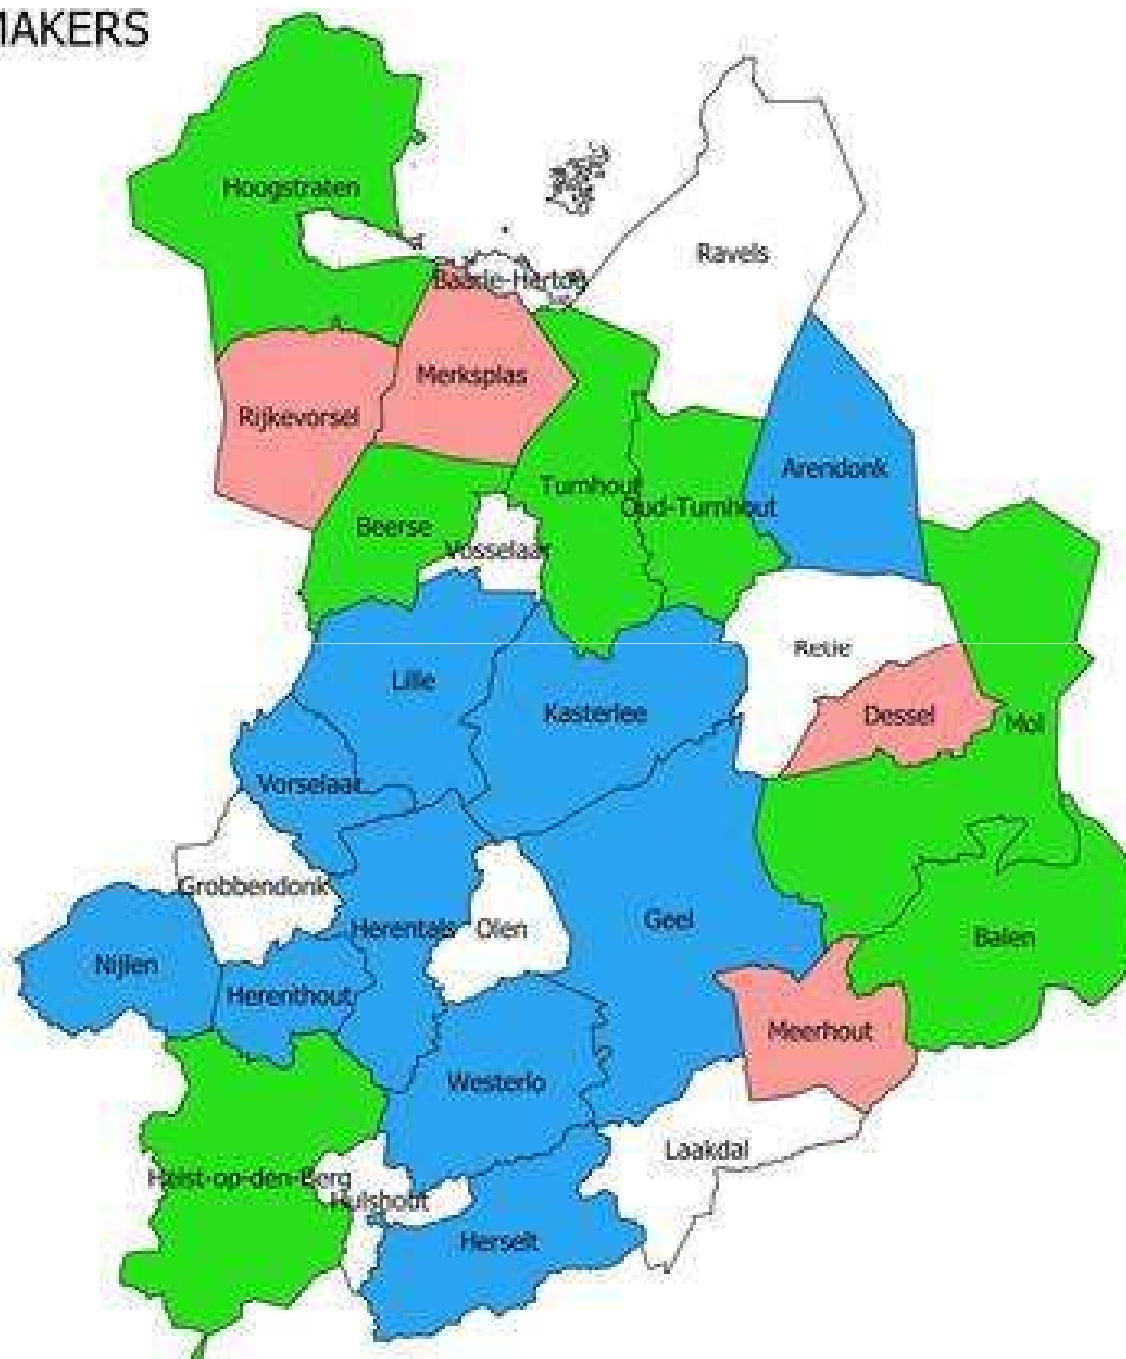 MAKERS
Hoogstraten
Ravels
Baarle-Hertog
Merksplas
Rijkevorsel
Arendonk
Turnhout
Oud-Turnhout
Beerse
Vosselaar
Retie
Lille
Kasterlee
Dessel
Mol
Vorselaar
Grobbendonk
Geel
Herentals
Olen
Balen
Nijlen
Herenthout
Meerhout
Westerlo
Laakdal
Heist-op-den-Berg
Hulshout
Herselt